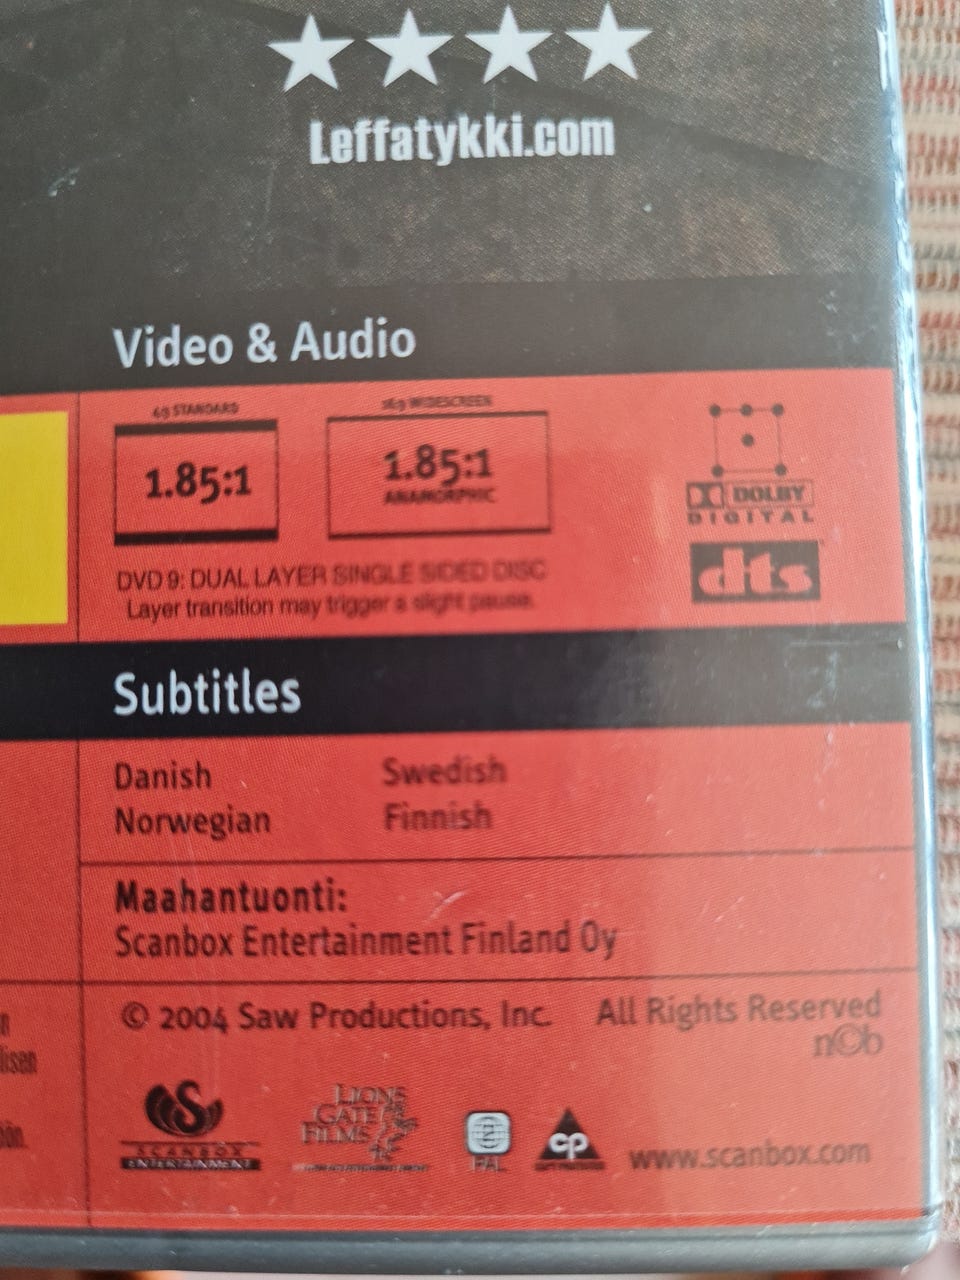 Leffatykki.com
Video & Audio
4:3 STANDARD
1.85:1
16:9 WIDESCREEN
1.85:1
ANAMORPHIC
DOLBY
DIGITAL
dts
DVD 9: DUAL LAYER SINGLE SIDED DISC
Layer transition may trigger a slight pause.
Subtitles
Danish Swedish
Norwegian Finnish
Maahantuonti:
Scanbox Entertainment Finland Oy
© 2004 Saw Productions, Inc. All Rights Reserved
n©b
S
SCANBOX
ENTERTAINMENT
LIONS
GATE
FILMS
2
PAL
cp
www.scanbox.com